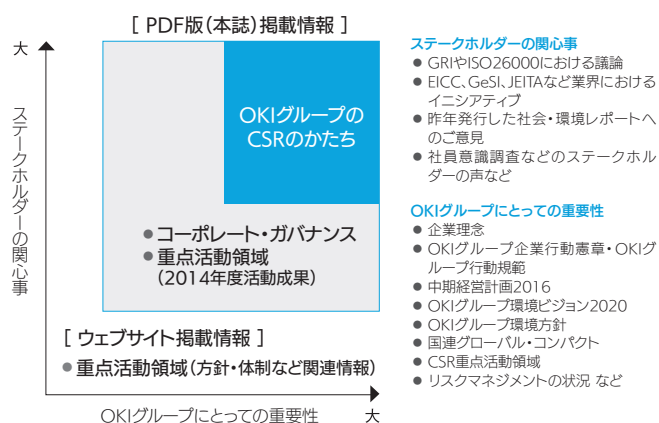 [ PDF版(本誌)掲載情報 ]
大
ステークホルダーの関心事
OKIグループの
CSRのかたち
●コーポレート・ガバナンス
●重点活動領域
(2014年度活動成果)
[ ウェブサイト掲載情報 ]
●重点活動領域(方針・体制など関連情報)
OKIグループにとっての重要性
大
ステークホルダーの関心事
● GRIやISO26000における議論
● EICC、GeSI、JEITAなど業界における
イニシアティブ
● 昨年発行した社会・環境レポートへ
のご意見
● 社員意識調査などのステークホル
ダーの声など
OKIグループにとっての重要性
● 企業理念
● OKIグループ企業行動憲章・OKIグ
ループ行動規範
● 中期経営計画2016
● OKIグループ環境ビジョン2020
● OKIグループ環境方針
● 国連グローバル・コンパクト
● CSR重点活動領域
● リスクマネジメントの状況 など